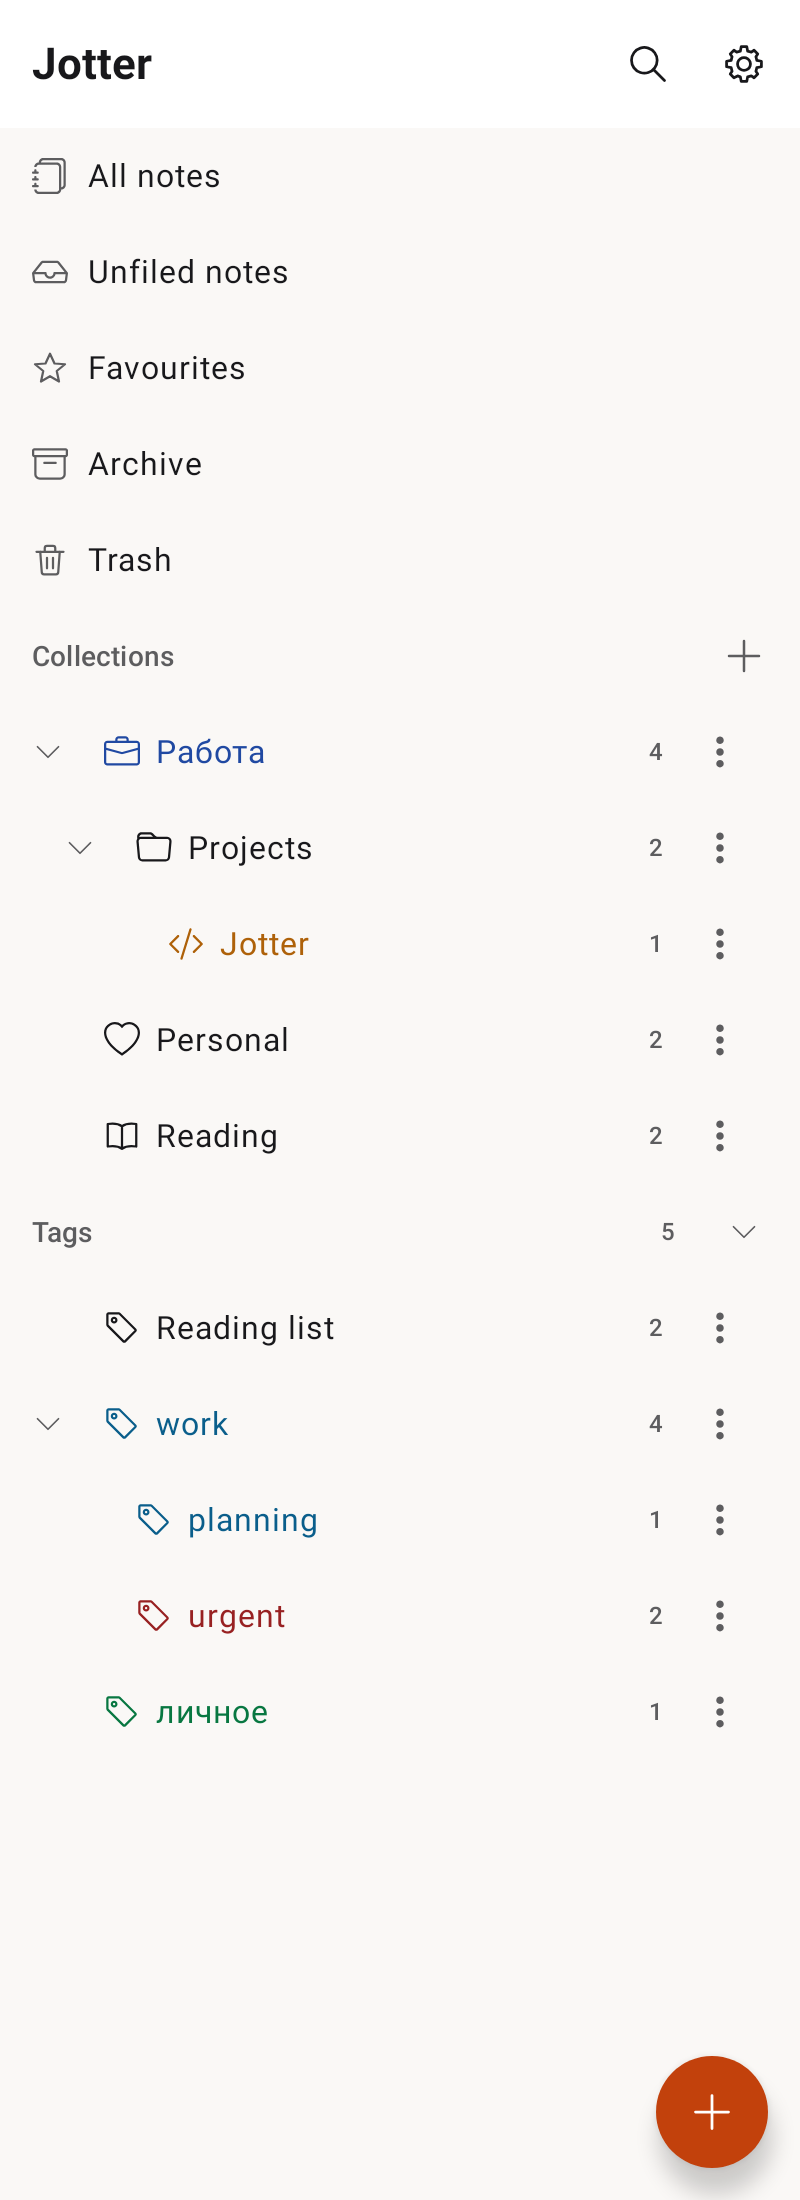 Jotter
All notes
Unfiled notes
Favourites
Archive
Trash
Collections
Работа 4
Projects 2
Jotter 1
Personal 2
Reading 2
Tags 5
Reading list 2
work 4
planning 1
urgent 2
личное 1